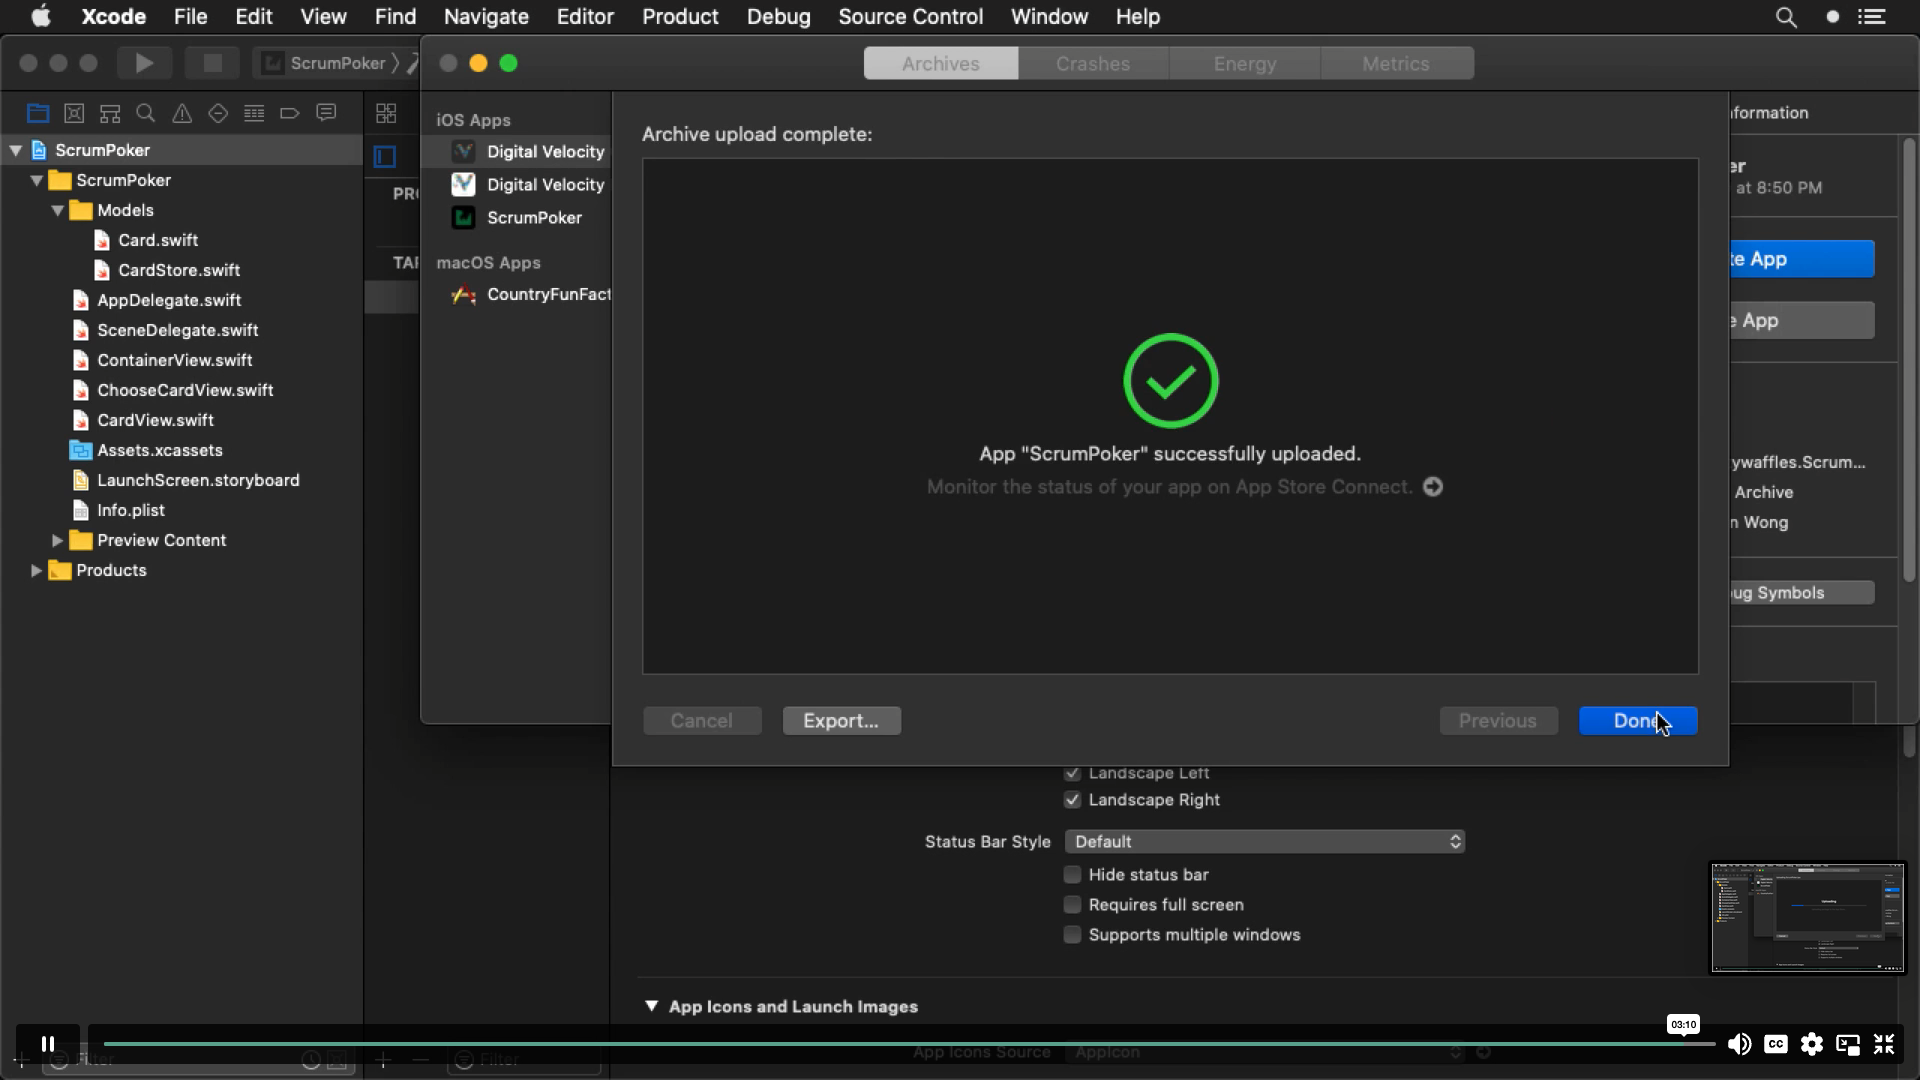 Xcode File Edit View Find Navigate Editor Product Debug Source Control Window Help
ScrumPoker
Archives Crashes Energy Metrics
ScrumPoker
ScrumPoker
Models
Card.swift
CardStore.swift
AppDelegate.swift
SceneDelegate.swift
ContainerView.swift
ChooseCardView.swift
CardView.swift
Assets.xcassets
LaunchScreen.storyboard
Info.plist
Preview Content
Products
Filter
PRO
TAR
iOS Apps
Digital Velocity
Digital Velocity
ScrumPoker
macOS Apps
CountryFunFact
Archive upload complete:
App "ScrumPoker" successfully uploaded.
Monitor the status of your app on App Store Connect.
Cancel Export... Previous Done
formation
er
at 8:50 PM
te App
e App
ywaffles.Scrum...
Archive
n Wong
ug Symbols
Landscape Left
Landscape Right
Status Bar Style Default
Hide status bar
Requires full screen
Supports multiple windows
App Icons and Launch Images
App Icons Source AppIcon
Filter
03:10
CC